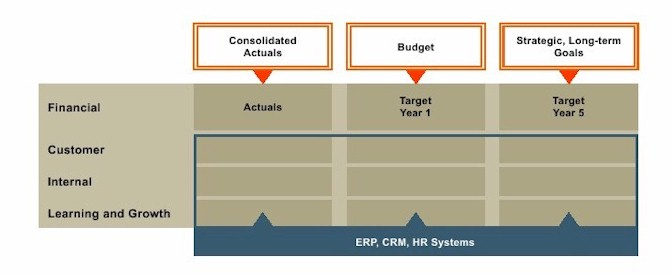 Consolidated
Actuals
Budget
Strategic, Long-term
Goals
Financial
Actuals
Target
Year 1
Target
Year 5
Customer
Internal
Learning and Growth
ERP, CRM, HR Systems